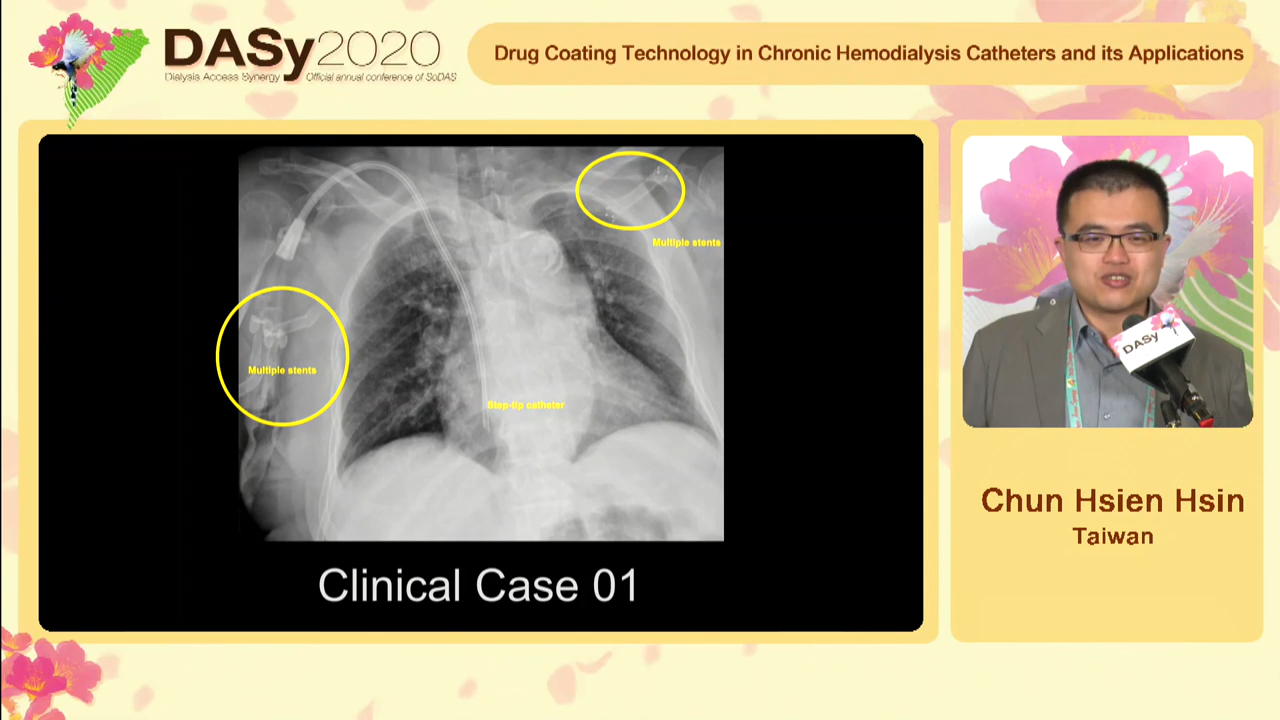 DASy2020
Dialysis Access Synergy Official annual conference of SoDAS
Drug Coating Technology in Chronic Hemodialysis Catheters and its Applications
Multiple stents
Multiple stents
Step-tip catheter
Clinical Case 01
DASy
Chun Hsien Hsin
Taiwan